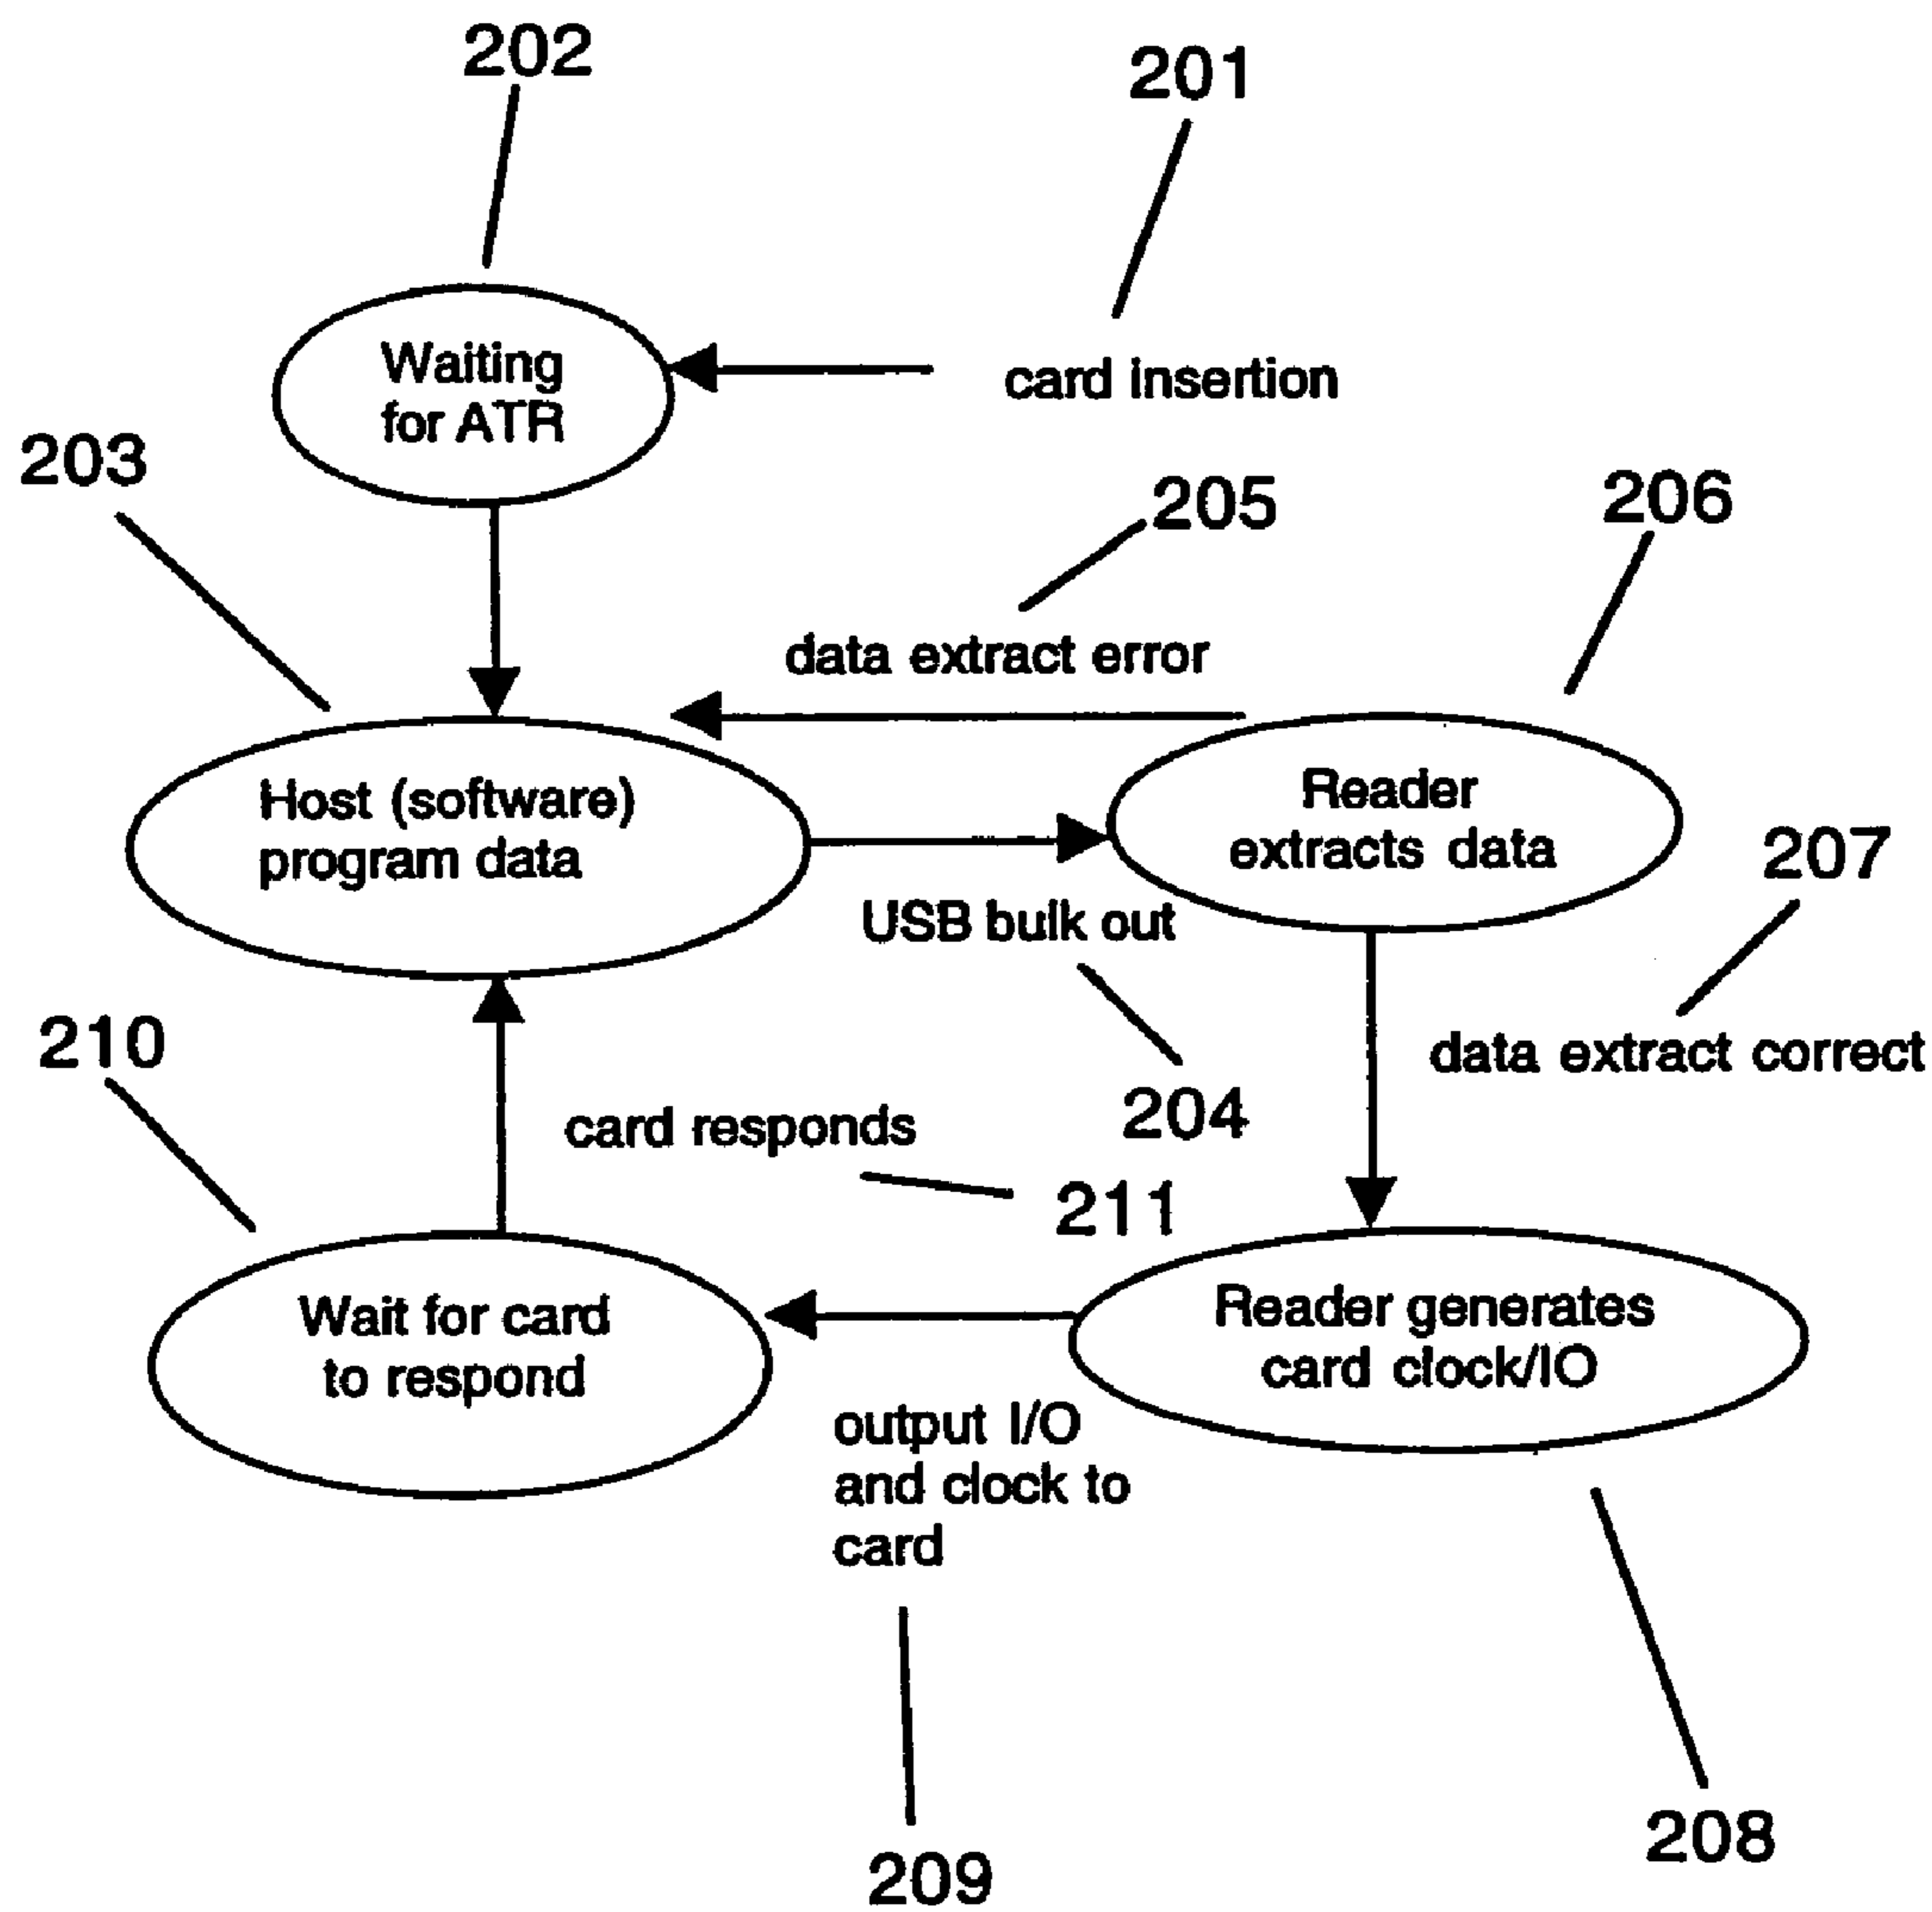 202
201
Waiting
for ATR
card insertion
203
205
206
data extract error
Host (software)
program data
Reader
extracts data
207
USB bulk out
210
data extract correct
204
card responds
211
Wait for card
to respond
Reader generates
card clock/IO
output I/O
and clock to
card
208
209